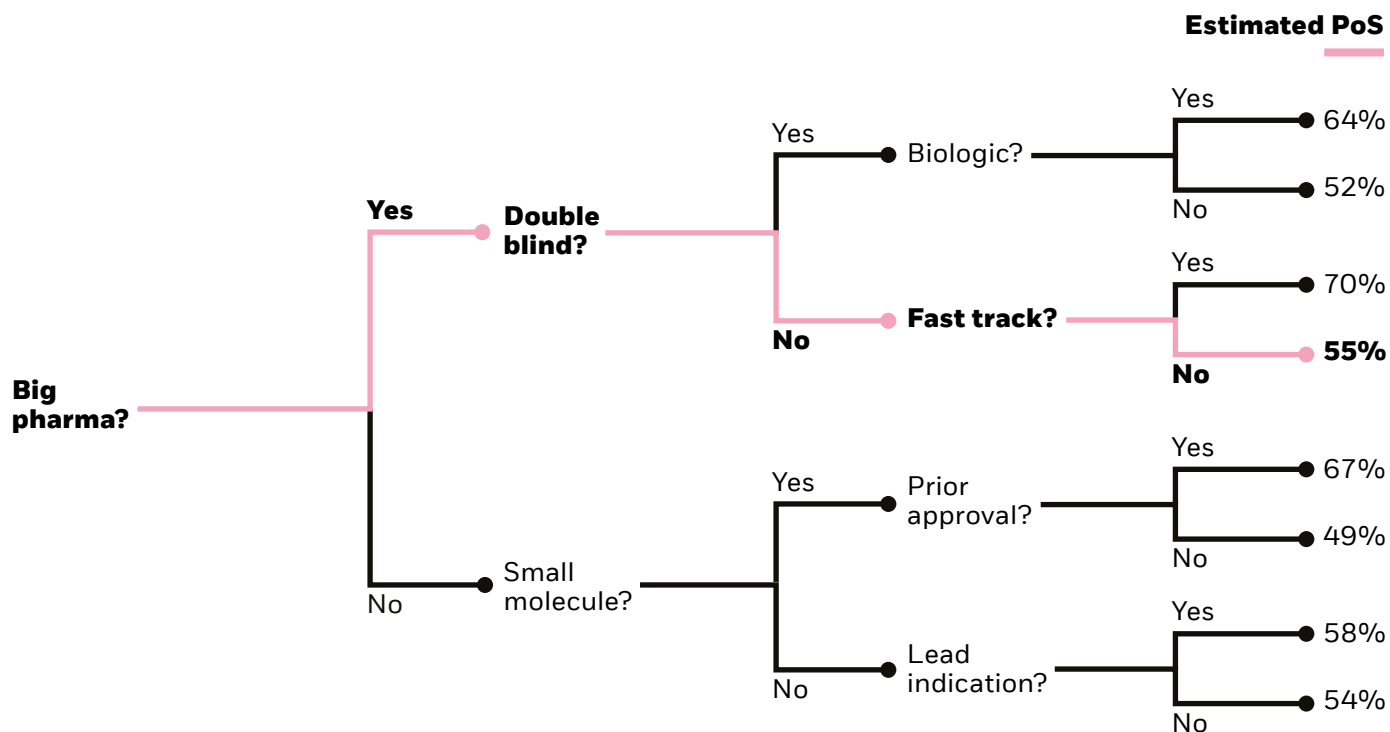 Estimated PoS
Yes
64%
Yes
Biologic?
52%
No
Yes
Double
blind?
Yes
70%
No
Fast track?
55%
No
Big
pharma?
Yes
67%
Yes
Prior
approval?
49%
No
No
Small
molecule?
Yes
58%
No
Lead
indication?
54%
No